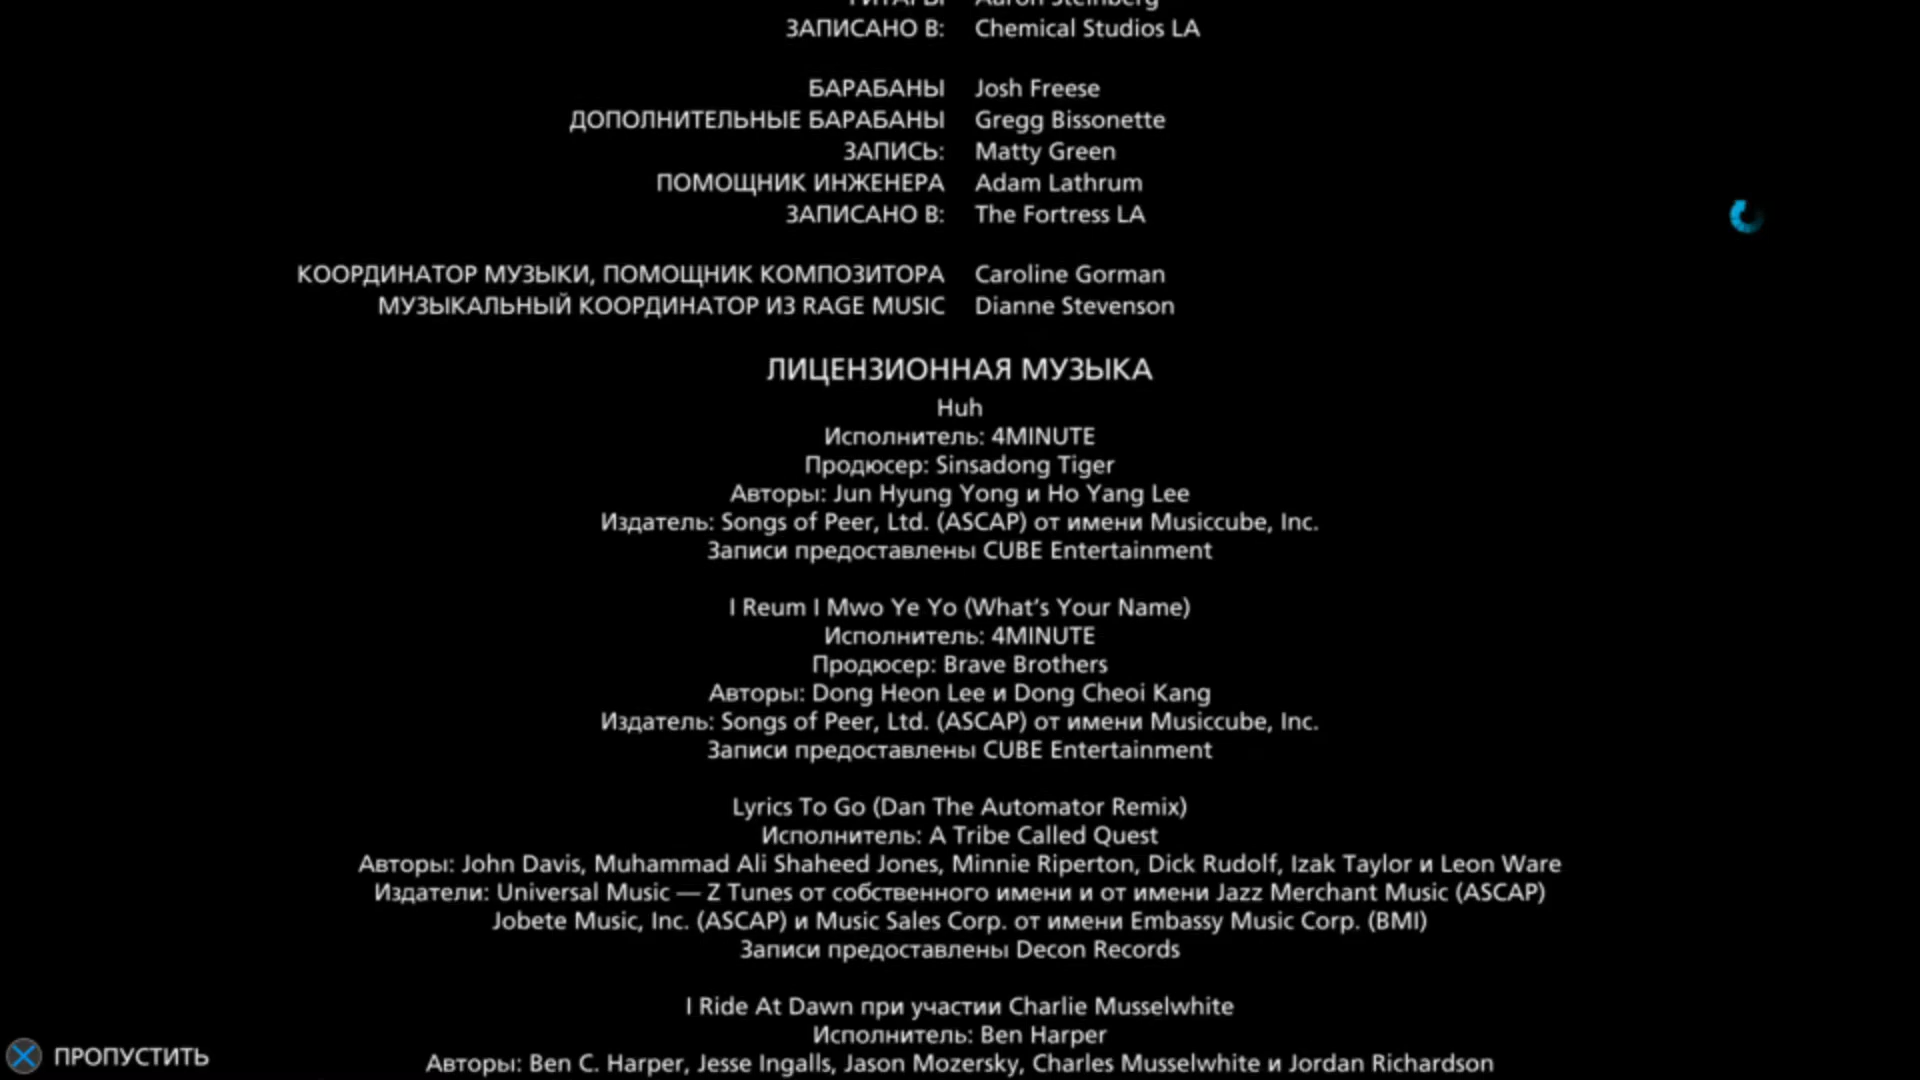 ГИТАРЫ Aaron Steinberg
ЗАПИСАНО В: Chemical Studios LA
БАРАБАНЫ Josh Freese
ДОПОЛНИТЕЛЬНЫЕ БАРАБАНЫ Gregg Bissonette
ЗАПИСЬ: Matty Green
ПОМОЩНИК ИНЖЕНЕРА Adam Lathrum
ЗАПИСАНО В: The Fortress LA
КООРДИНАТОР МУЗЫКИ, ПОМОЩНИК КОМПОЗИТОРА Caroline Gorman
МУЗЫКАЛЬНЫЙ КООРДИНАТОР ИЗ RAGE MUSIC Dianne Stevenson
ЛИЦЕНЗИОННАЯ МУЗЫКА
Huh
Исполнитель: 4MINUTE
Продюсер: Sinsadong Tiger
Авторы: Jun Hyung Yong и Ho Yang Lee
Издатель: Songs of Peer, Ltd. (ASCAP) от имени Musiccube, Inc.
Записи предоставлены CUBE Entertainment
I Reum I Mwo Ye Yo (What's Your Name)
Исполнитель: 4MINUTE
Продюсер: Brave Brothers
Авторы: Dong Heon Lee и Dong Cheoi Kang
Издатель: Songs of Peer, Ltd. (ASCAP) от имени Musiccube, Inc.
Записи предоставлены CUBE Entertainment
Lyrics To Go (Dan The Automator Remix)
Исполнитель: A Tribe Called Quest
Авторы: John Davis, Muhammad Ali Shaheed Jones, Minnie Riperton, Dick Rudolf, Izak Taylor и Leon Ware
Издатели: Universal Music — Z Tunes от собственного имени и от имени Jazz Merchant Music (ASCAP)
Jobete Music, Inc. (ASCAP) и Music Sales Corp. от имени Embassy Music Corp. (BMI)
Записи предоставлены Decon Records
I Ride At Dawn при участии Charlie Musselwhite
Исполнитель: Ben Harper
Авторы: Ben C. Harper, Jesse Ingalls, Jason Mozersky, Charles Musselwhite и Jordan Richardson
ПРОПУСТИТЬ